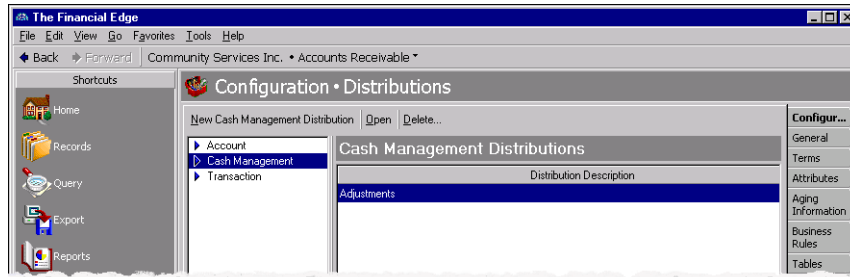 The Financial Edge
File Edit View Go Favorites Tools Help
Back Forward Community Services Inc. • Accounts Receivable
Shortcuts
Home
Records
Query
Export
Reports
Configuration • Distributions
New Cash Management Distribution Open Delete...
Account
Cash Management
Transaction
Cash Management Distributions
Distribution Description
Adjustments
Configur...
General
Terms
Attributes
Aging
Information
Business
Rules
Tables